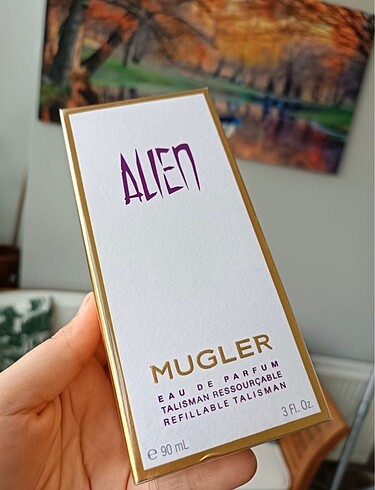 ALIEN
MUGLER
EAU DE PARFUM
TALISMAN RESSOURÇABLE
REFILLABLE TALISMAN
℮ 90 mL 3 Fl. Oz.